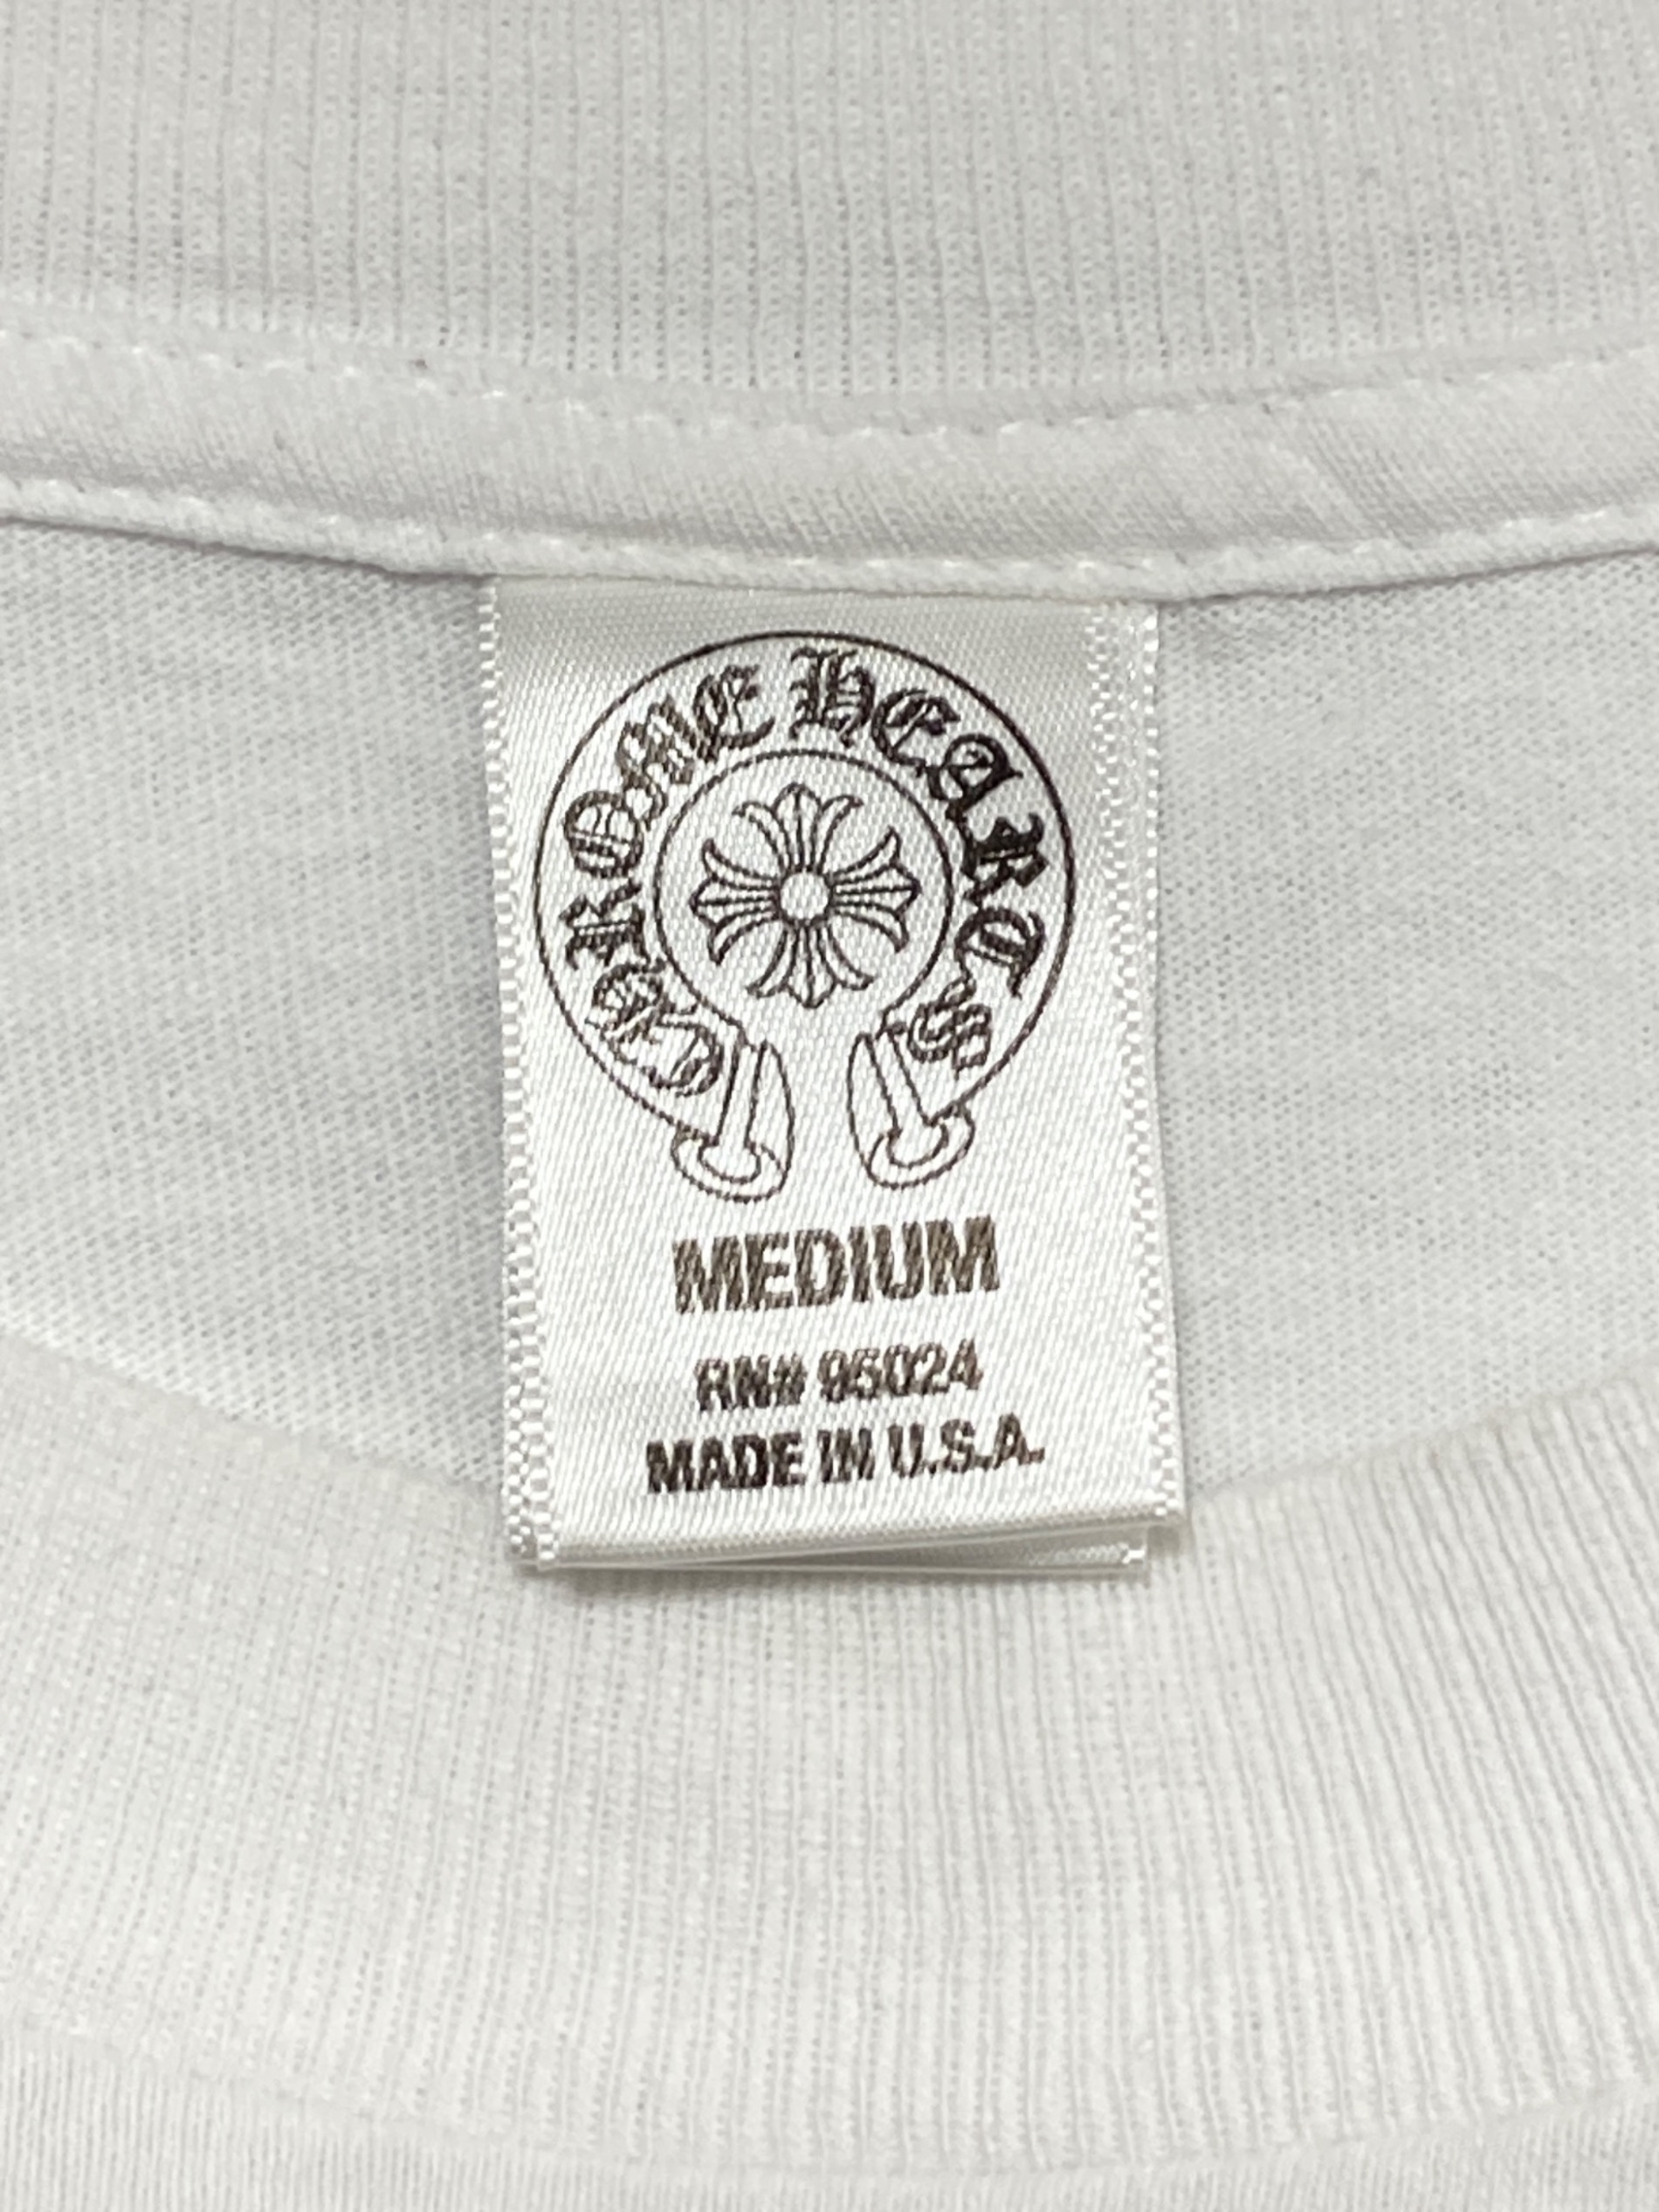 CHROME HEARTS
MEDIUM
RN# 95024
MADE IN U.S.A.